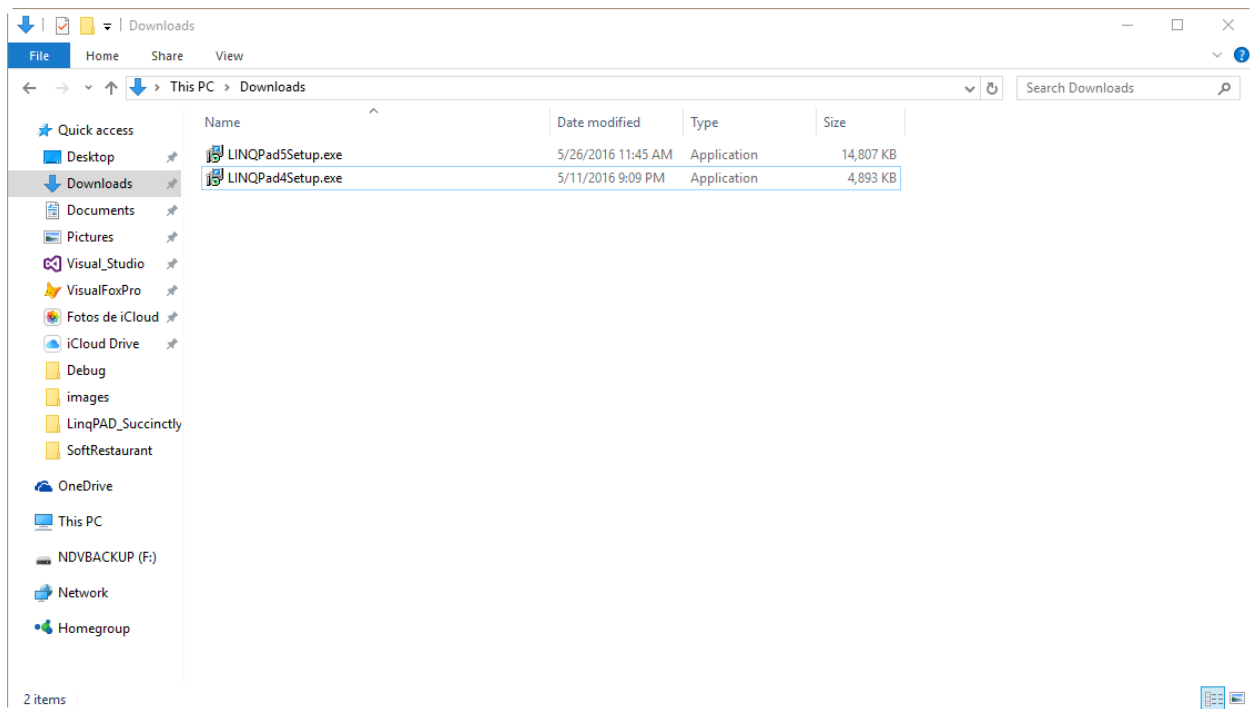 Downloads
File Home Share View
This PC > Downloads
Search Downloads
Name Date modified Type Size
Quick access
Desktop
Downloads
Documents
Pictures
Visual_Studio
VisualFoxPro
Fotos de iCloud
iCloud Drive
Debug
images
LinqPAD_Succinctly
SoftRestaurant
OneDrive
This PC
NDVBACKUP (F:)
Network
Homegroup
LINQPad5Setup.exe 5/26/2016 11:45 AM Application 14,807 KB
LINQPad4Setup.exe 5/11/2016 9:09 PM Application 4,893 KB
2 items